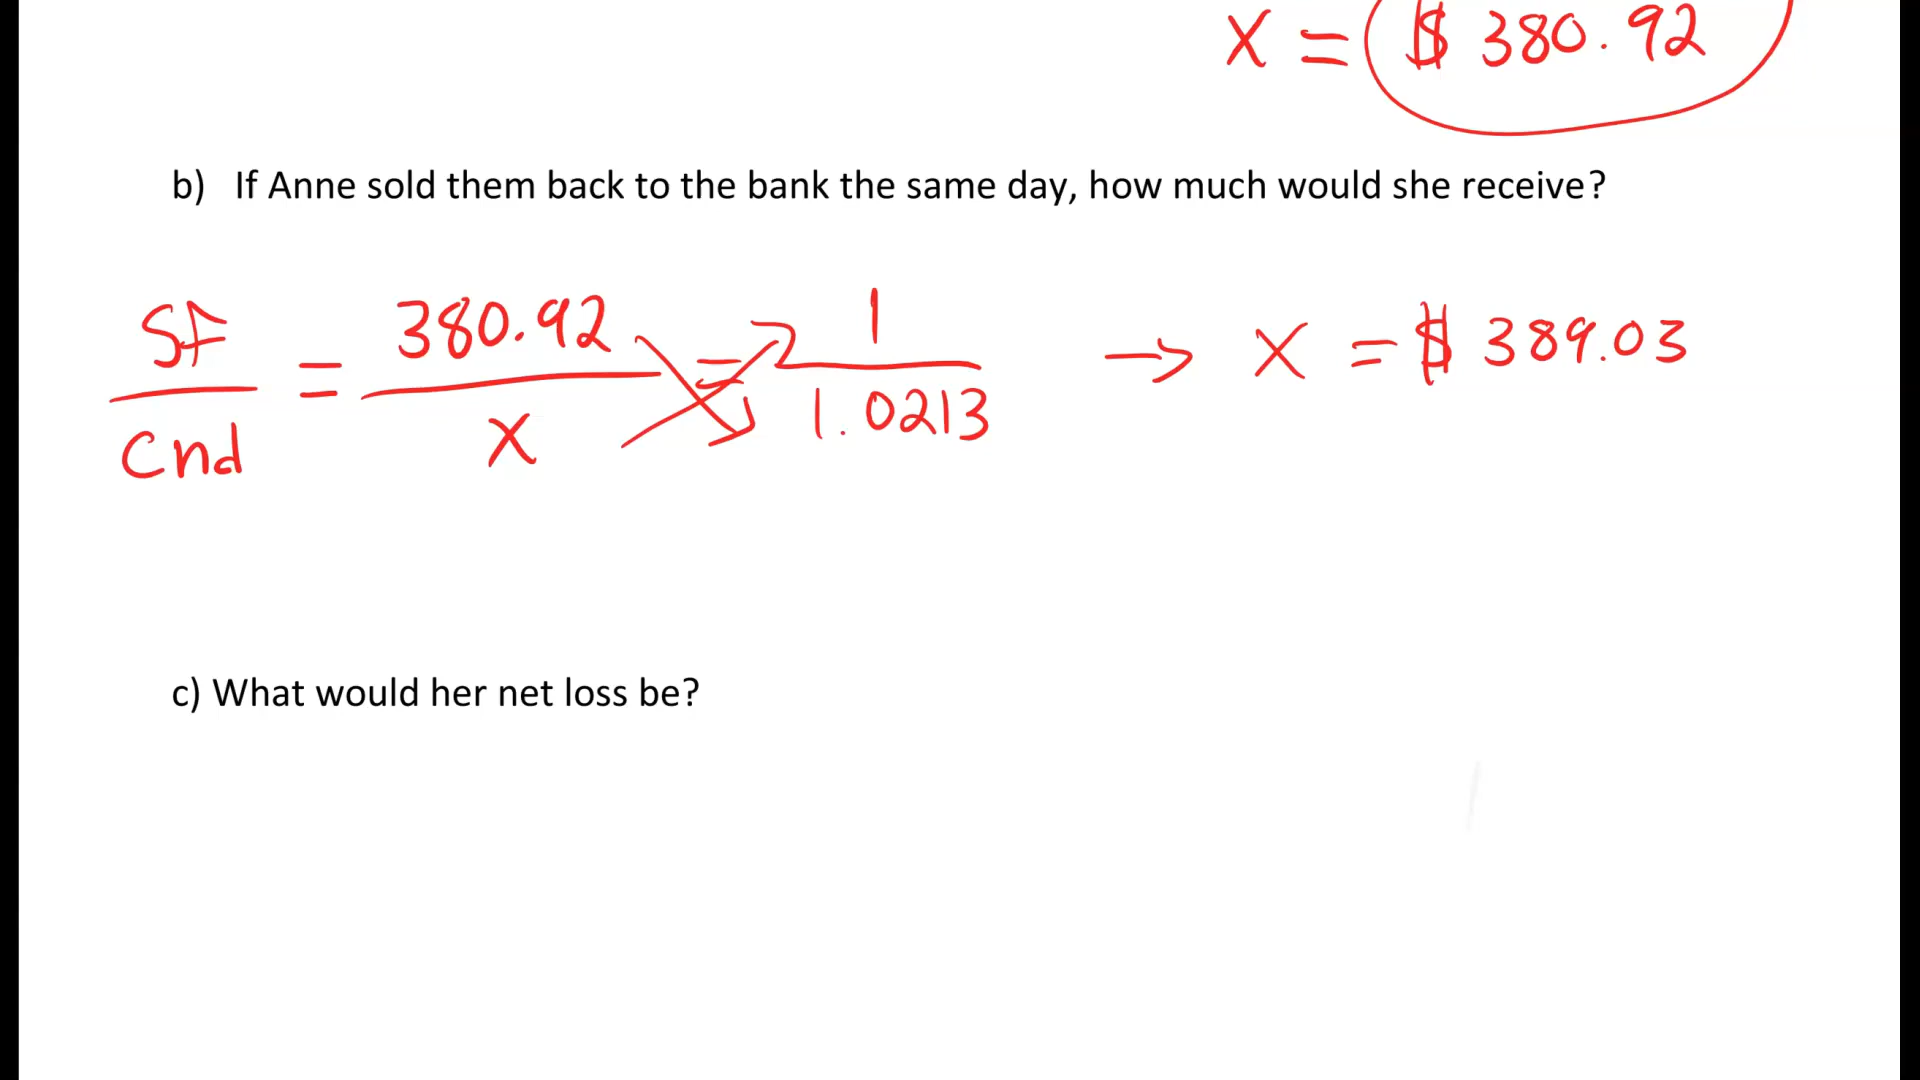 X = $ 380.92
b) If Anne sold them back to the bank the same day, how much would she receive?
SF / Cnd = 380.92 / X = 1 / 1.0213 → X = $ 389.03
c) What would her net loss be?